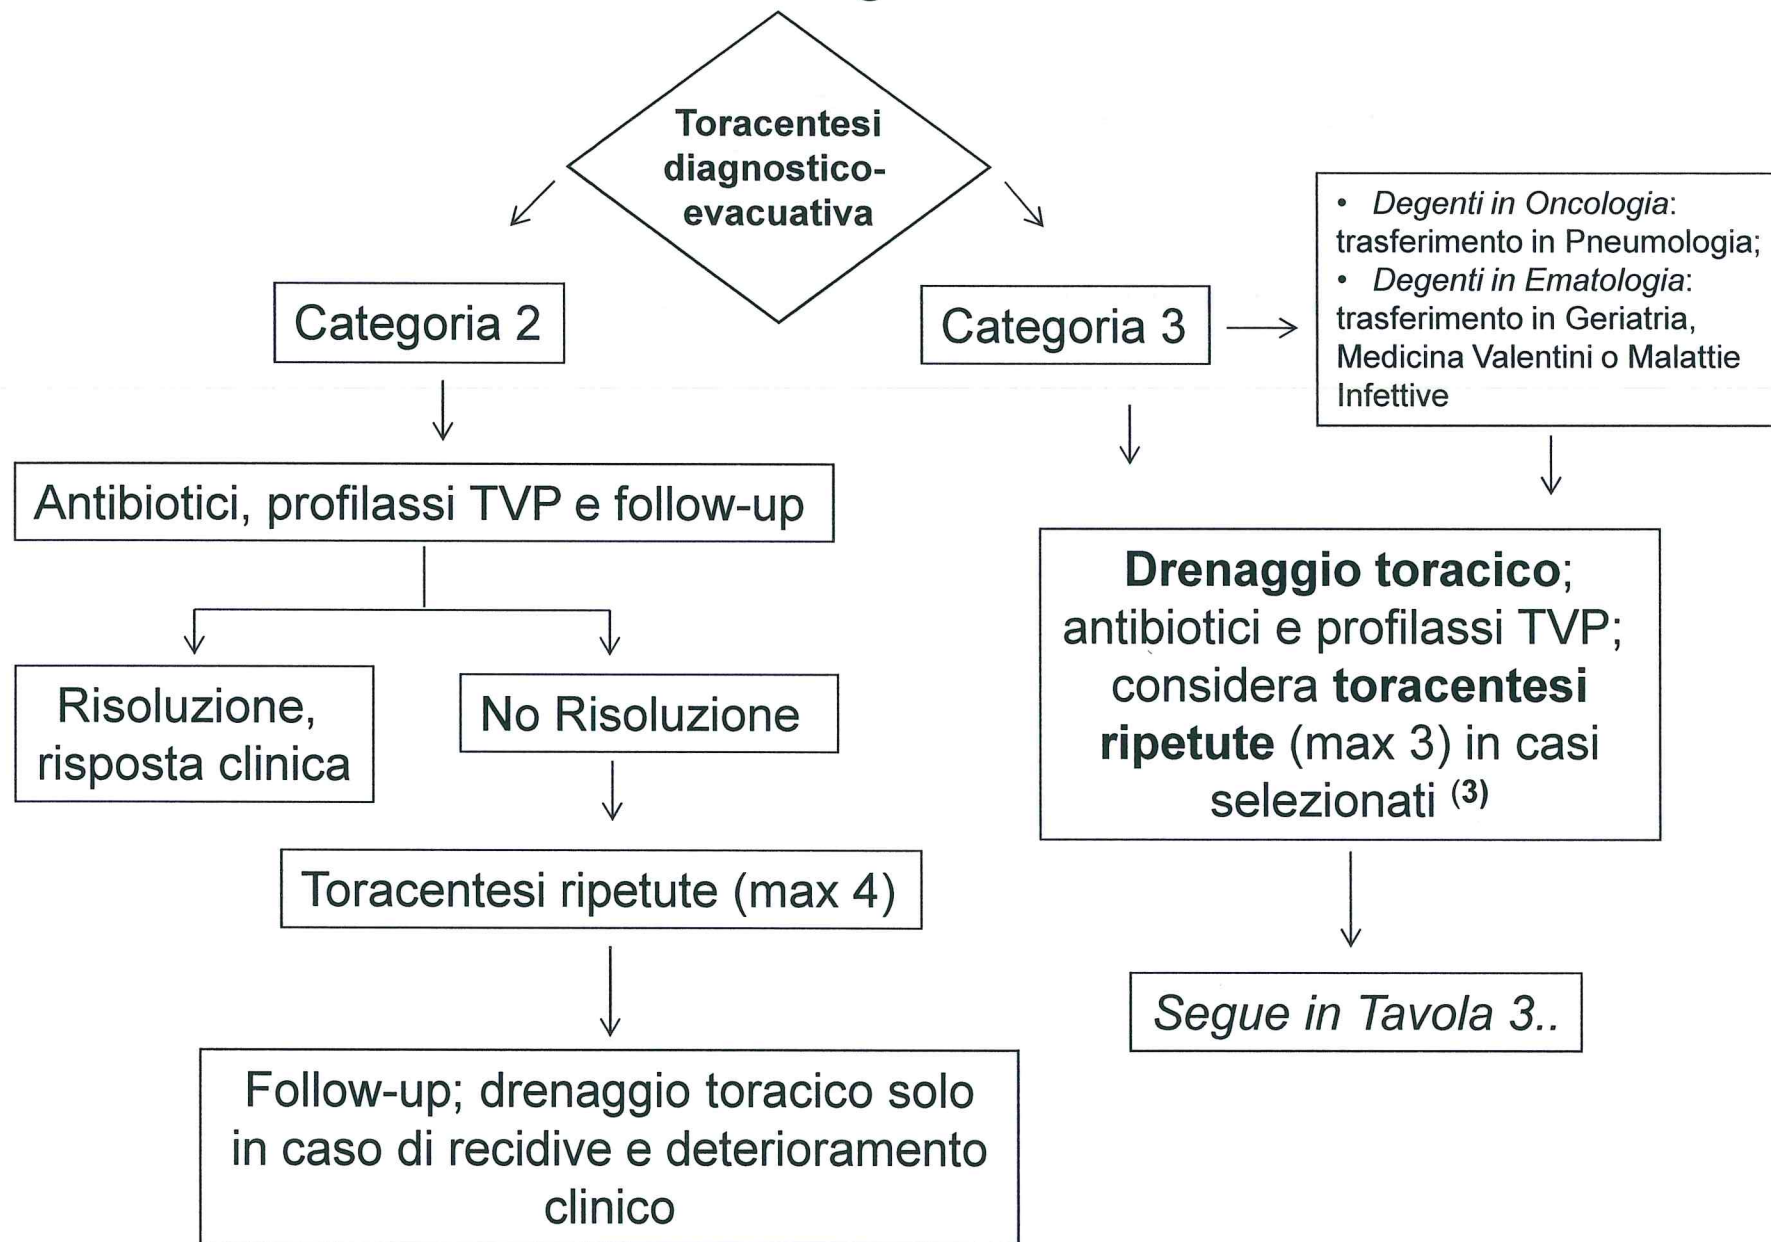 Toracentesi
diagnostico-
evacuativa
• Degenti in Oncologia:
trasferimento in Pneumologia;
• Degenti in Ematologia:
trasferimento in Geriatria,
Medicina Valentini o Malattie
Infettive
Categoria 2
Categoria 3
Antibiotici, profilassi TVP e follow-up
Risoluzione,
risposta clinica
No Risoluzione
Toracentesi ripetute (max 4)
Follow-up; drenaggio toracico solo
in caso di recidive e deterioramento
clinico
Drenaggio toracico;
antibiotici e profilassi TVP;
considera toracentesi
ripetute (max 3) in casi
selezionati (3)
Segue in Tavola 3..